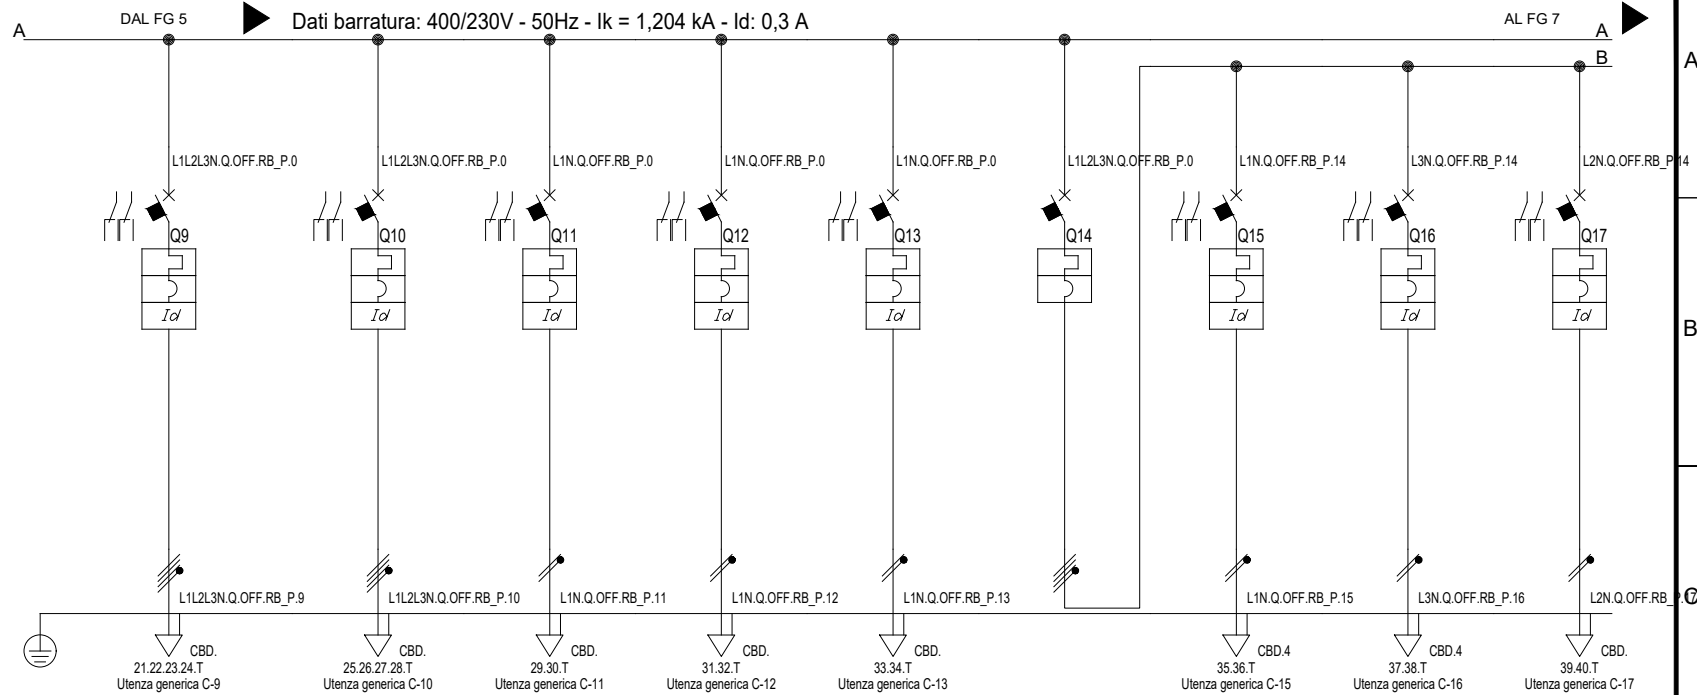 DAL FG 5
Dati barratura: 400/230V - 50Hz - Ik = 1,204 kA - Id: 0,3 A
AL FG 7
A
A
B
A
L1L2L3N.Q.OFF.RB_P.0
L1L2L3N.Q.OFF.RB_P.0
L1N.Q.OFF.RB_P.0
L1N.Q.OFF.RB_P.0
L1N.Q.OFF.RB_P.0
L1L2L3N.Q.OFF.RB_P.0
L1N.Q.OFF.RB_P.14
L3N.Q.OFF.RB_P.14
L2N.Q.OFF.RB_P.14
Q9
Q10
Q11
Q12
Q13
Q14
Q15
Q16
Q17
Id
Id
Id
Id
Id
Id
Id
Id
B
L1L2L3N.Q.OFF.RB_P.9
L1L2L3N.Q.OFF.RB_P.10
L1N.Q.OFF.RB_P.11
L1N.Q.OFF.RB_P.12
L1N.Q.OFF.RB_P.13
L1N.Q.OFF.RB_P.15
L3N.Q.OFF.RB_P.16
L2N.Q.OFF.RB_P.17
C
CBD.
CBD.
CBD.
CBD.
CBD.
CBD.4
CBD.4
CBD.
21.22.23.24.T
25.26.27.28.T
29.30.T
31.32.T
33.34.T
35.36.T
37.38.T
39.40.T
Utenza generica C-9
Utenza generica C-10
Utenza generica C-11
Utenza generica C-12
Utenza generica C-13
Utenza generica C-15
Utenza generica C-16
Utenza generica C-17